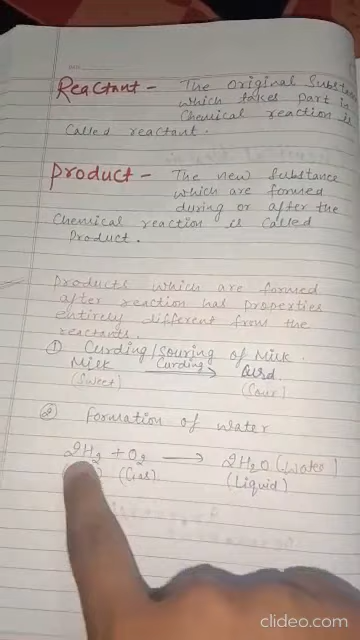 Reactant - The Original Substance
which takes part in
Chemical reaction is
Called reactant.
Product - The new substance
which are formed
during or after the
Chemical reaction is called
Product.
Products which are formed
after reaction has properties
entirely different from the
reactants.
① Curding/Souring of Milk.
Milk Curding → Curd
(Sweet) (Sour)
② Formation of water
2H₂ + O₂ → 2H₂O (Water)
(Gas) (Liquid)
clideo.com